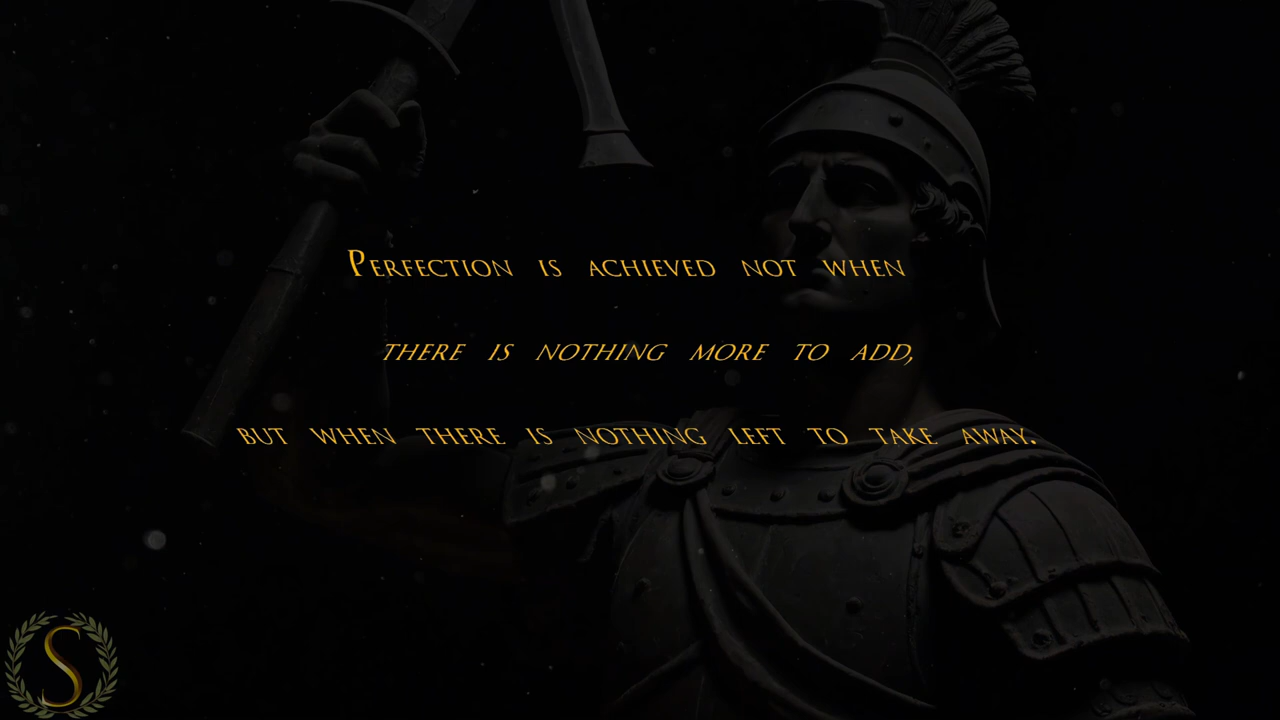 Perfection is achieved not when
there is nothing more to add,
but when there is nothing left to take away.
S